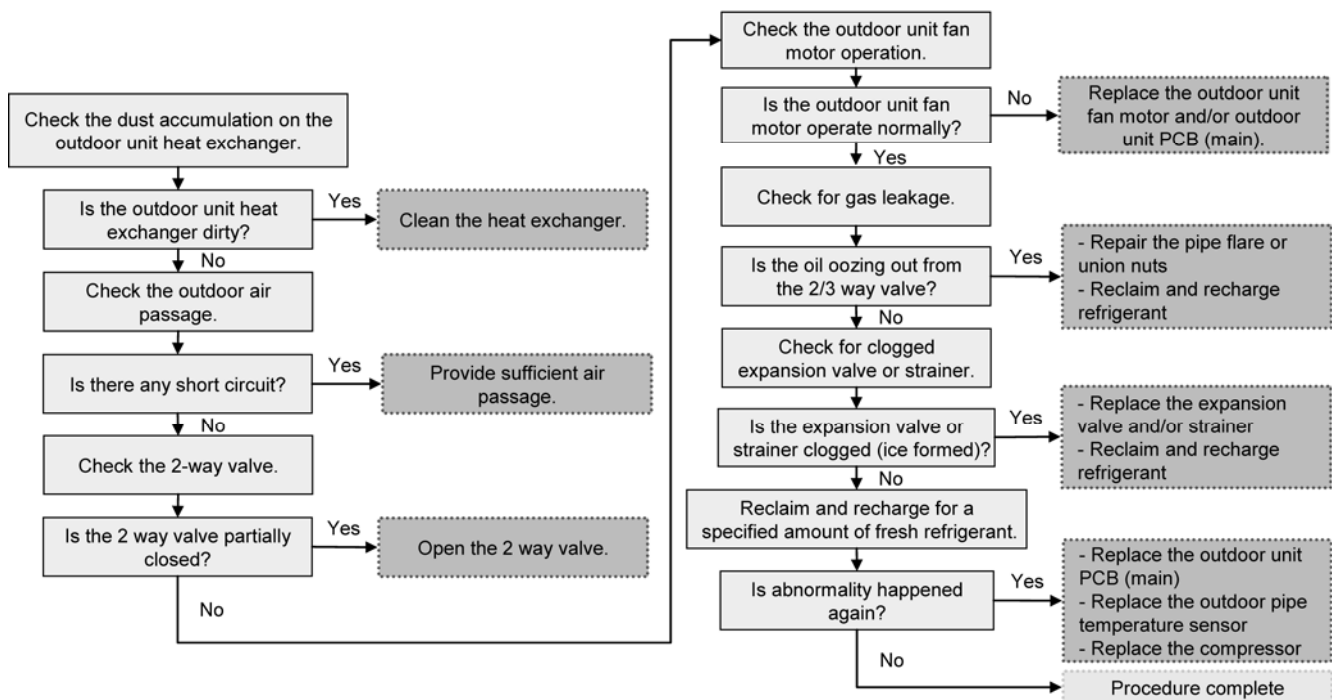 Check the dust accumulation on the
outdoor unit heat exchanger.
Is the outdoor unit heat
exchanger dirty?
Yes
Clean the heat exchanger.
No
Check the outdoor air
passage.
Is there any short circuit?
Yes
Provide sufficient air
passage.
No
Check the 2-way valve.
Is the 2 way valve partially
closed?
Yes
Open the 2 way valve.
No
Check the outdoor unit fan
motor operation.
Is the outdoor unit fan
motor operate normally?
No
Replace the outdoor unit
fan motor and/or outdoor
unit PCB (main).
Yes
Check for gas leakage.
Is the oil oozing out from
the 2/3 way valve?
Yes
- Repair the pipe flare or
union nuts
- Reclaim and recharge
refrigerant
No
Check for clogged
expansion valve or strainer.
Is the expansion valve or
strainer clogged (ice formed)?
Yes
- Replace the expansion
valve and/or strainer
- Reclaim and recharge
refrigerant
No
Reclaim and recharge for a
specified amount of fresh refrigerant.
Is abnormality happened
again?
Yes
- Replace the outdoor unit
PCB (main)
- Replace the outdoor pipe
temperature sensor
- Replace the compressor
No
Procedure complete